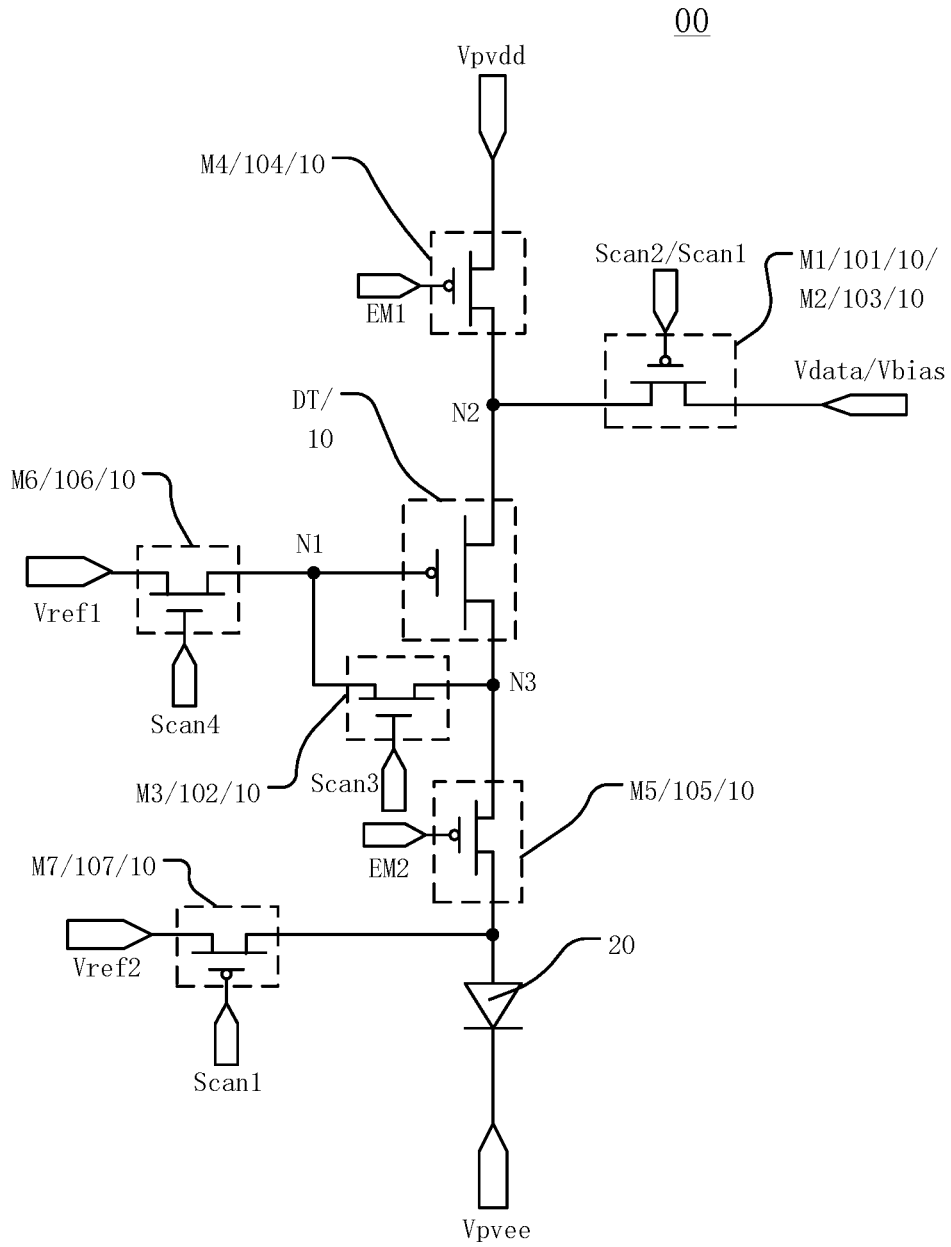 00
Vpvdd
M4/104/10
EM1
Scan2/Scan1
M1/101/10/
M2/103/10
Vdata/Vbias
N2
DT/
10
M6/106/10
N1
Vref1
Scan4
N3
M3/102/10
Scan3
M5/105/10
EM2
M7/107/10
Vref2
20
Scan1
Vpvee